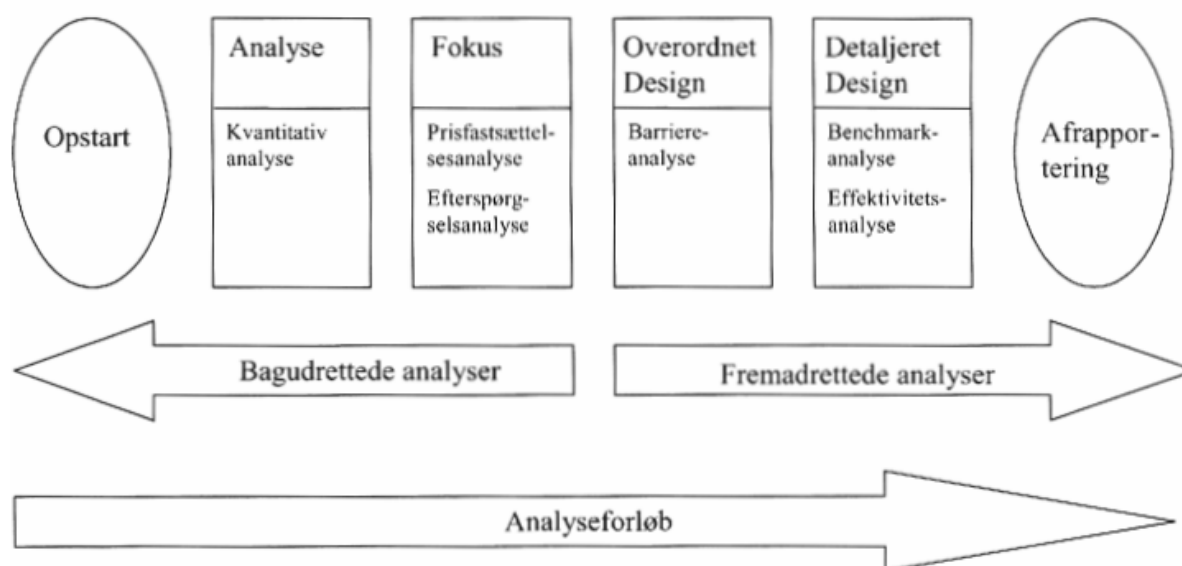 Opstart
Analyse
Kvantitativ
analyse
Fokus
Prisfastsættel-
sesanalyse
Efterspørg-
selsanalyse
Overordnet
Design
Barriere-
analyse
Detaljeret
Design
Benchmark-
analyse
Effektivitets-
analyse
Afrappor-
tering
Bagudrettede analyser
Fremadrettede analyser
Analyseforløb